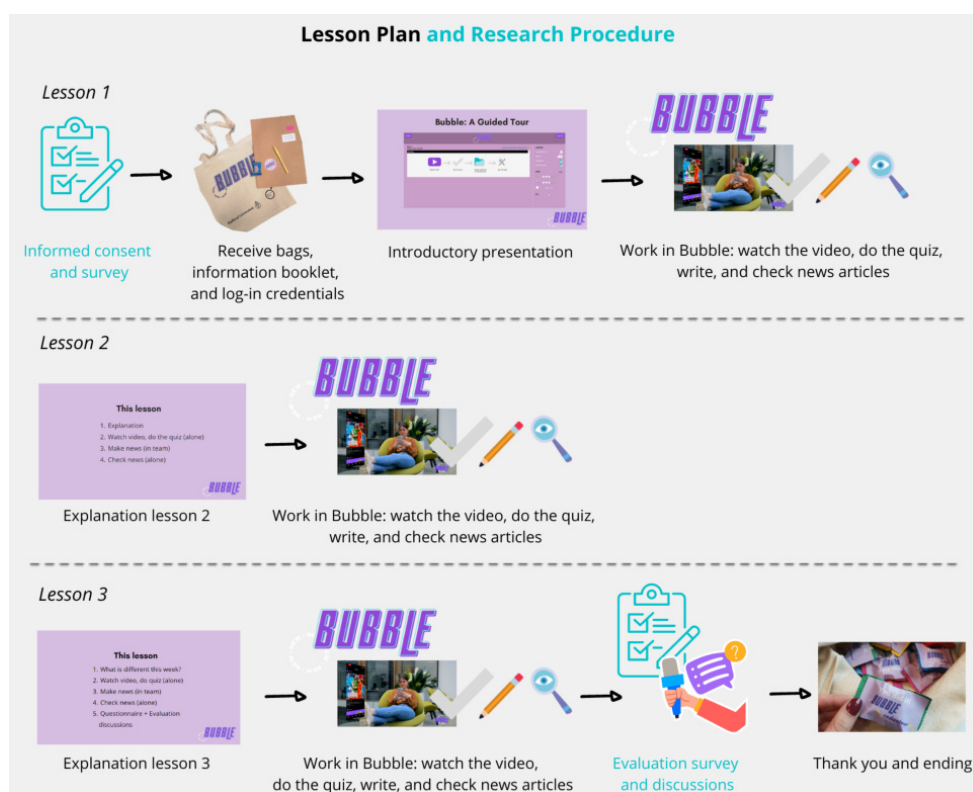 Lesson Plan and Research Procedure
Lesson 1
BUBBLE
BUBBLE
Bubble: A Guided Tour
BUBBLE
Informed consent
and survey
Receive bags,
information booklet,
and log-in credentials
Introductory presentation
Work in Bubble: watch the video, do the quiz,
write, and check news articles
Lesson 2
This lesson
1. Explanation
2. Watch video, do the quiz (alone)
3. Make news (in team)
4. Check news (alone)
BUBBLE
BUBBLE
Explanation lesson 2
Work in Bubble: watch the video, do the quiz,
write, and check news articles
Lesson 3
This lesson
1. What is different this week?
2. Watch video, do quiz (alone)
3. Make news (in team)
4. Check news (alone)
5. Questionnaire + Evaluation
discussions
BUBBLE
BUBBLE
?
BUBBLE
Explanation lesson 3
Work in Bubble: watch the video,
do the quiz, write, and check news articles
Evaluation survey
and discussions
Thank you and ending